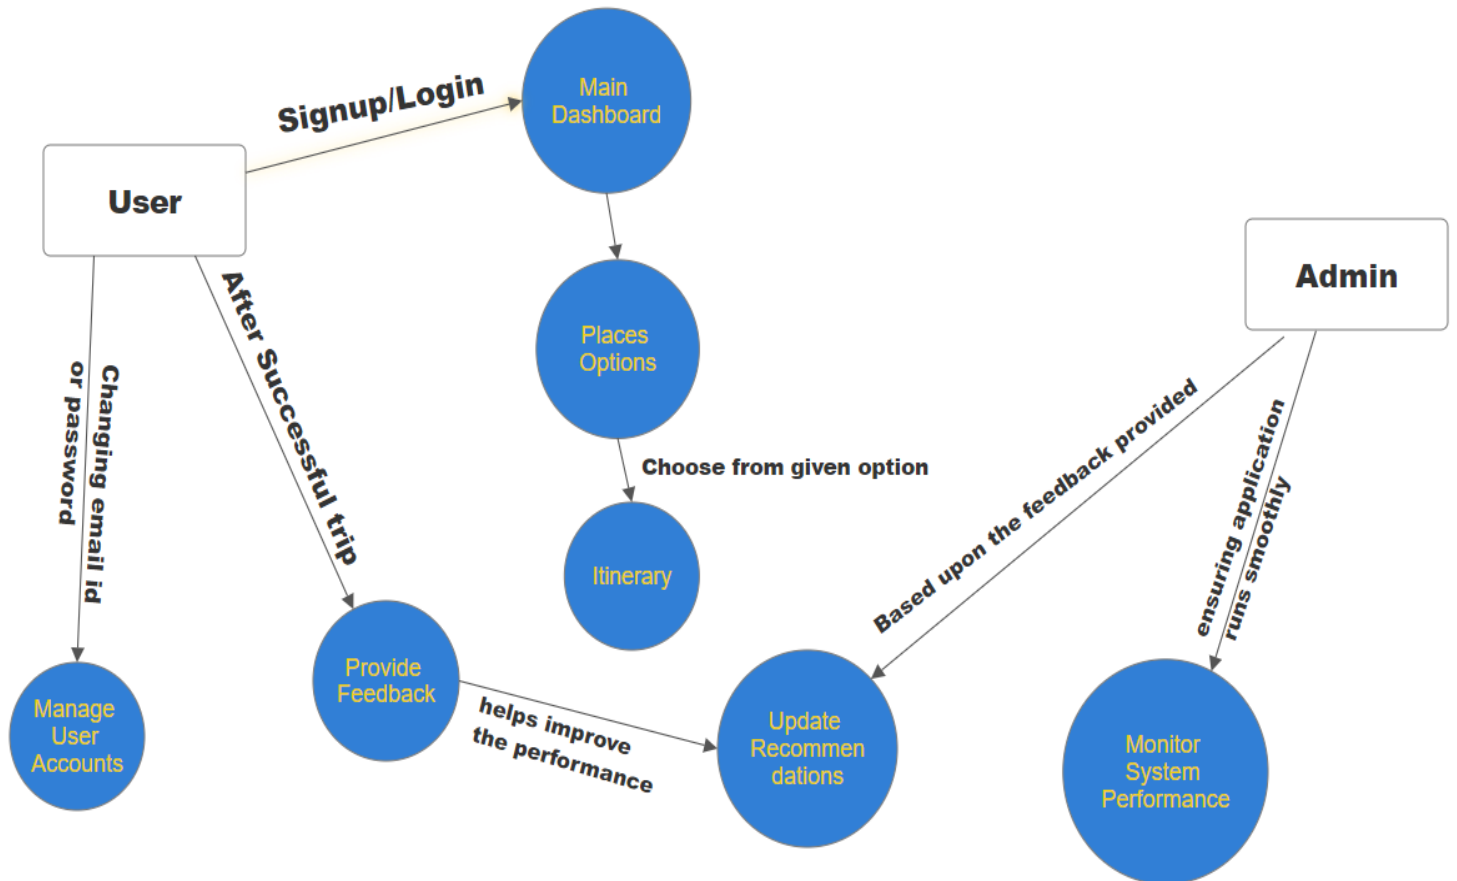 Signup/Login
Main
Dashboard
User
Admin
Places
Options
After Successful trip
Changing email id
or password
Choose from given option
Based upon the feedback provided
ensuring application
runs smoothly
Itinerary
Provide
Feedback
helps improve
the performance
Manage
User
Accounts
Update
Recommen
dations
Monitor
System
Performance